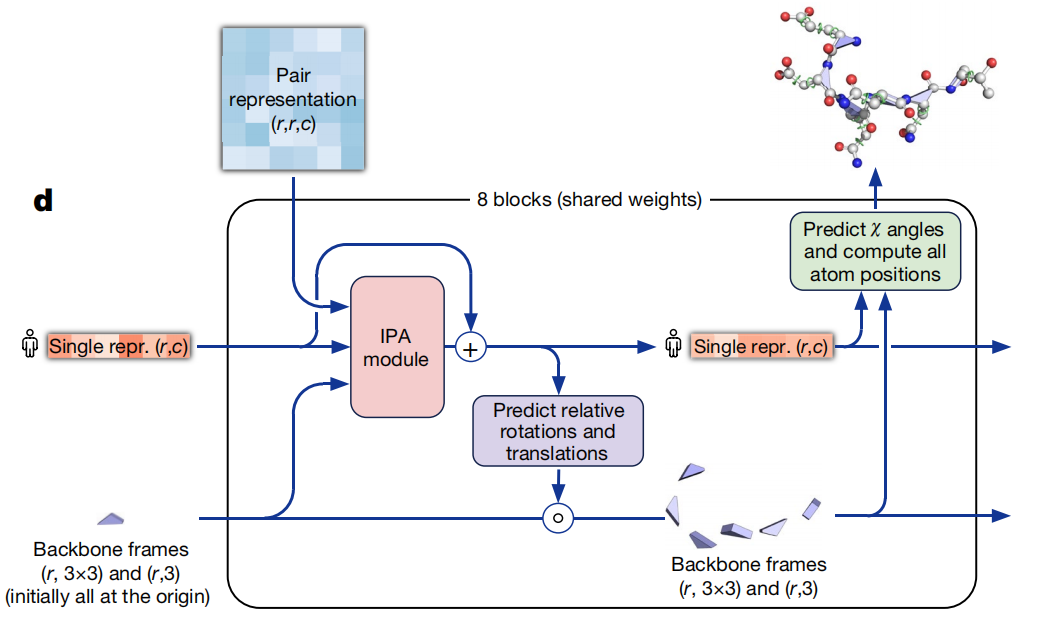 Pair
representation
(r,r,c)
d
8 blocks (shared weights)
Predict χ angles
and compute all
atom positions
IPA
module
Single repr. (r,c)
+
Single repr. (r,c)
Predict relative
rotations and
translations
Backbone frames
(r, 3×3) and (r,3)
(initially all at the origin)
Backbone frames
(r, 3×3) and (r,3)